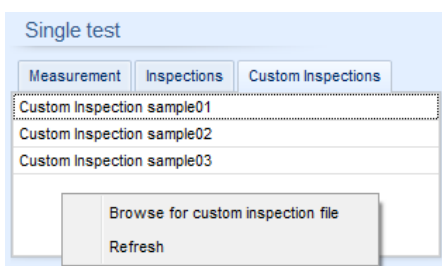 Single test
Measurement Inspections Custom Inspections
Custom Inspection sample01
Custom Inspection sample02
Custom Inspection sample03
Browse for custom inspection file
Refresh